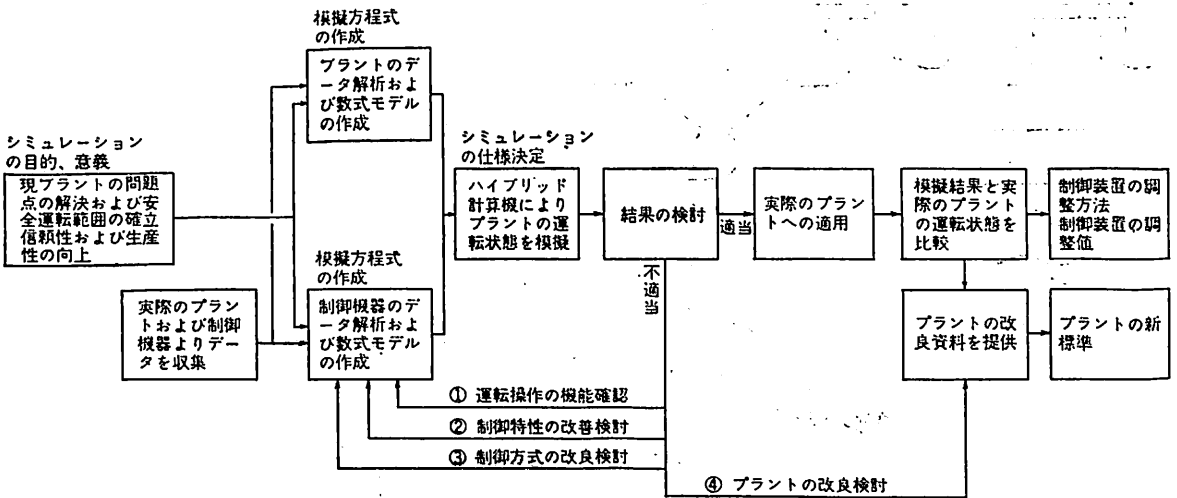 模擬方程式
の作成
プラントのデ
ータ解析およ
び数式モデル
の作成
シミュレーション
の目的、意義
現プラントの問題
点の解決および安
全運転範囲の確立
信頼性および生産
性の向上
実際のプラン
トおよび制御
機器よりデー
タを収集
模擬方程式
の作成
制御機器のデ
ータ解析およ
び数式モデル
の作成
シミュレーション
の仕様決定
ハイブリッド
計算機により
プラントの運
転状態を模擬
結果の検討
適当
不適当
実際のプラン
トへの適用
模擬結果と実
際のプラント
の運転状態を
比較
制御装置の調
整方法
制御装置の調
整値
プラントの改
良資料を提供
プラントの新
標準
① 運転操作の機能確認
② 制御特性の改善検討
③ 制御方式の改良検討
④ プラントの改良検討